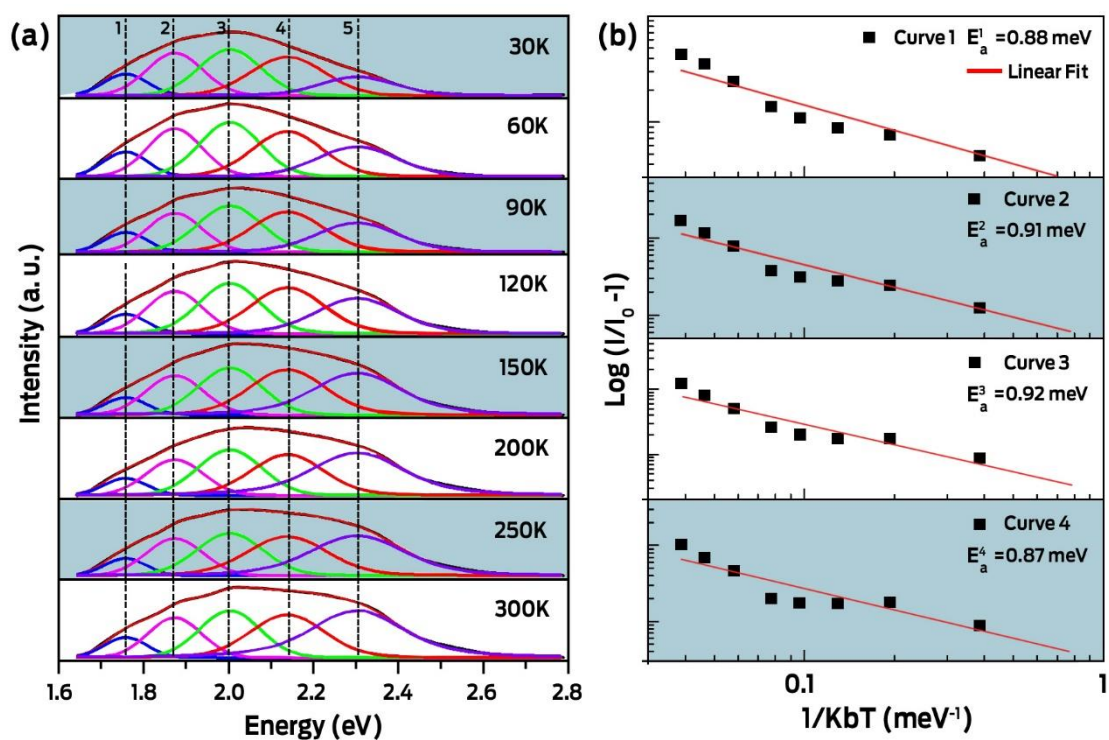 (a)
1 2 3 4 5
30K
60K
90K
120K
150K
200K
250K
300K
Intensity (a. u.)
1.6 1.8 2.0 2.2 2.4 2.6 2.8
Energy (eV)
(b)
Curve 1 E¹ₐ =0.88 meV
Linear Fit
Curve 2
E²ₐ =0.91 meV
Curve 3
E³ₐ =0.92 meV
Curve 4
E⁴ₐ =0.87 meV
Log (I/I₀ -1)
0.1 1
1/KbT (meV⁻¹)